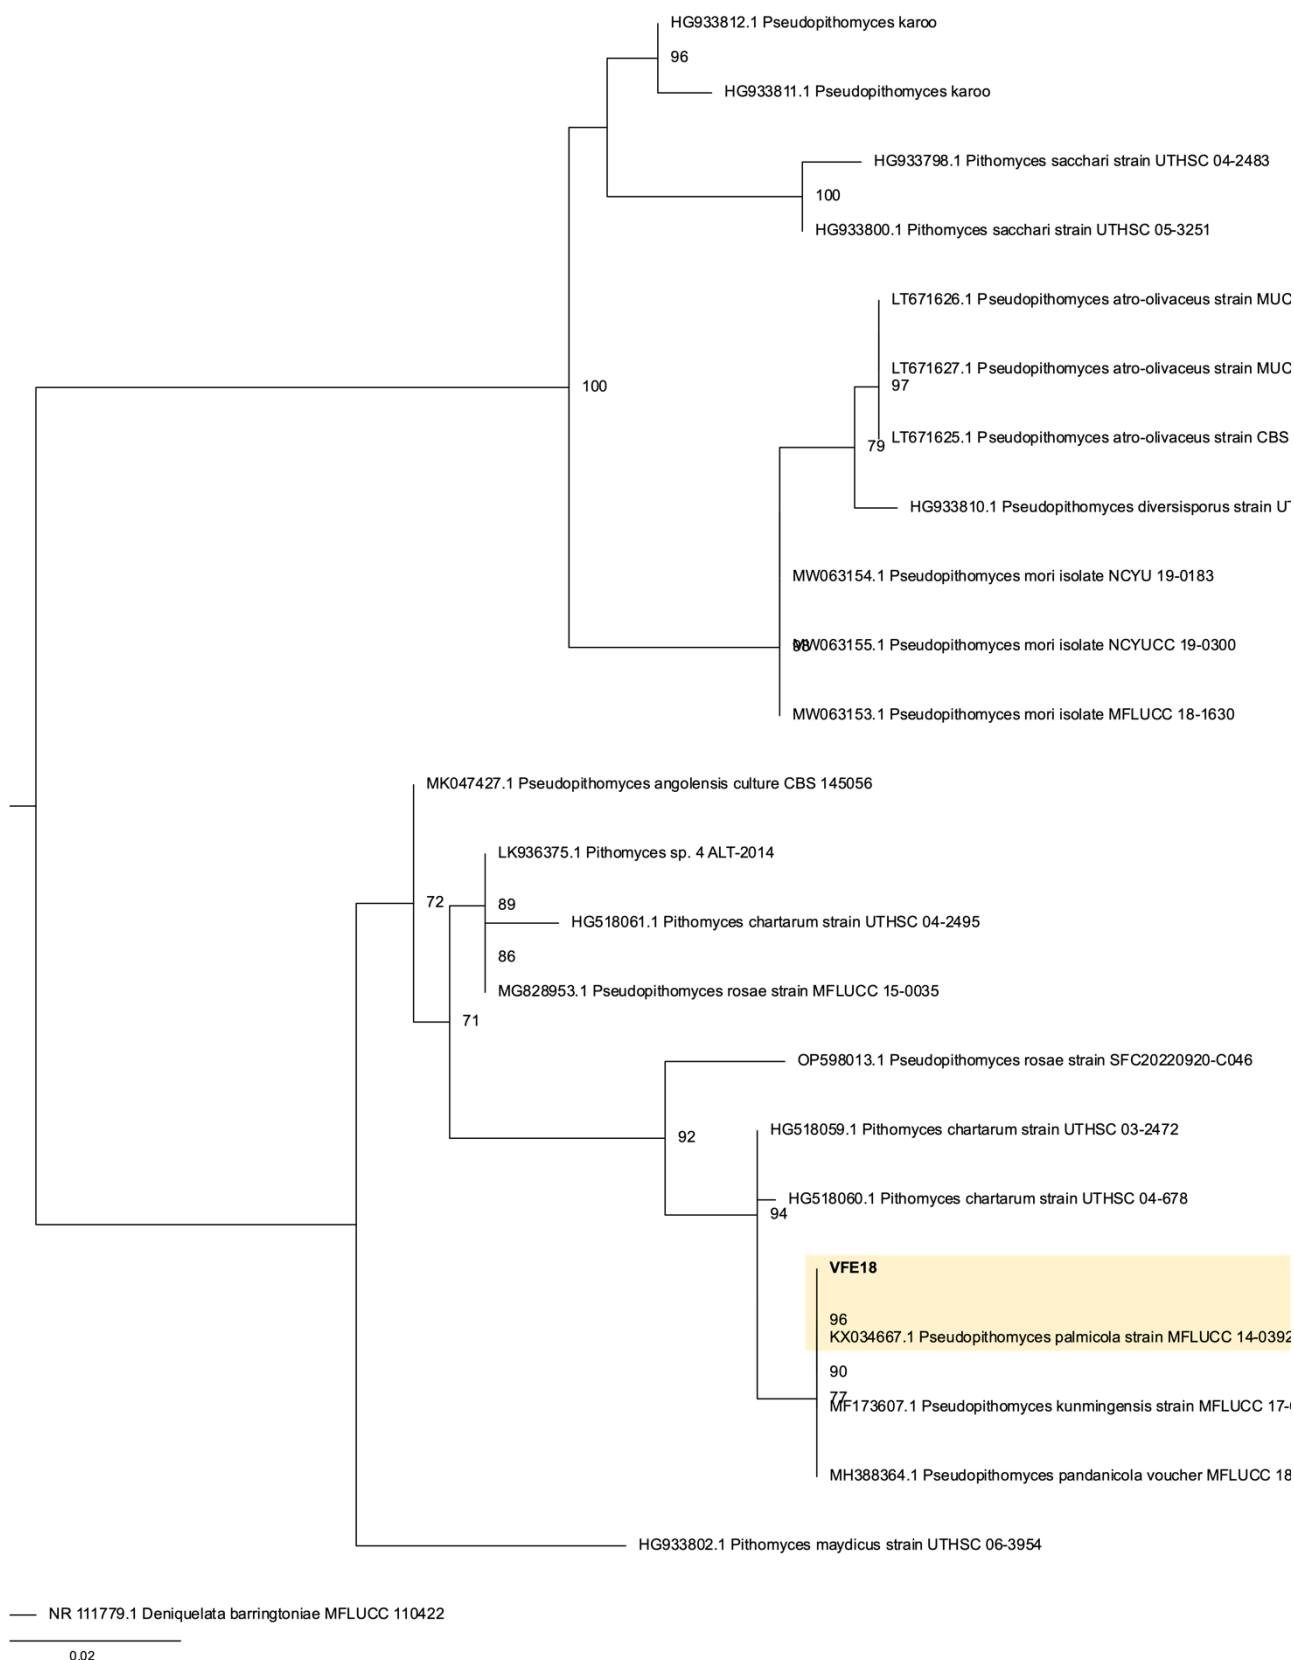 HG933812.1 Pseudopithomyces karoo
96
HG933811.1 Pseudopithomyces karoo
HG933798.1 Pithomyces sacchari strain UTHSC 04-2483
100
HG933800.1 Pithomyces sacchari strain UTHSC 05-3251
LT671626.1 Pseudopithomyces atro-olivaceus strain MUC
LT671627.1 Pseudopithomyces atro-olivaceus strain MUC
100
97
LT671625.1 Pseudopithomyces atro-olivaceus strain CBS
79
HG933810.1 Pseudopithomyces diversisporus strain UT
MW063154.1 Pseudopithomyces mori isolate NCYU 19-0183
MW063155.1 Pseudopithomyces mori isolate NCYUCC 19-0300
98
MW063153.1 Pseudopithomyces mori isolate MFLUCC 18-1630
MK047427.1 Pseudopithomyces angolensis culture CBS 145056
LK936375.1 Pithomyces sp. 4 ALT-2014
72
89
HG518061.1 Pithomyces chartarum strain UTHSC 04-2495
86
MG828953.1 Pseudopithomyces rosae strain MFLUCC 15-0035
71
OP598013.1 Pseudopithomyces rosae strain SFC20220920-C046
HG518059.1 Pithomyces chartarum strain UTHSC 03-2472
92
HG518060.1 Pithomyces chartarum strain UTHSC 04-678
94
VFE18
96
KX034667.1 Pseudopithomyces palmicola strain MFLUCC 14-0392
90
77
MF173607.1 Pseudopithomyces kunmingensis strain MFLUCC 17-
MH388364.1 Pseudopithomyces pandanicola voucher MFLUCC 18
HG933802.1 Pithomyces maydicus strain UTHSC 06-3954
NR 111779.1 Deniquelata barringtoniae MFLUCC 110422
0.02